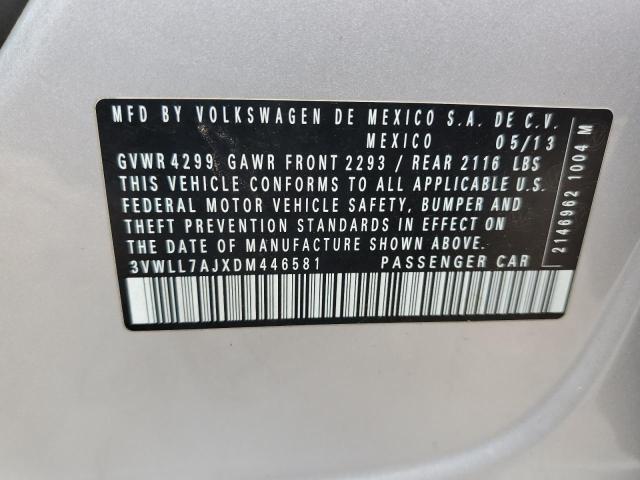 MFD BY VOLKSWAGEN DE MEXICO S.A. DE C.V.
MEXICO 05/13
GVWR 4299 GAWR FRONT 2293 / REAR 2116 LBS
THIS VEHICLE CONFORMS TO ALL APPLICABLE U.S.
FEDERAL MOTOR VEHICLE SAFETY, BUMPER AND
THEFT PREVENTION STANDARDS IN EFFECT ON
THE DATE OF MANUFACTURE SHOWN ABOVE.
3VWLL7AJXDM446581 PASSENGER CAR
2146962 1004 M